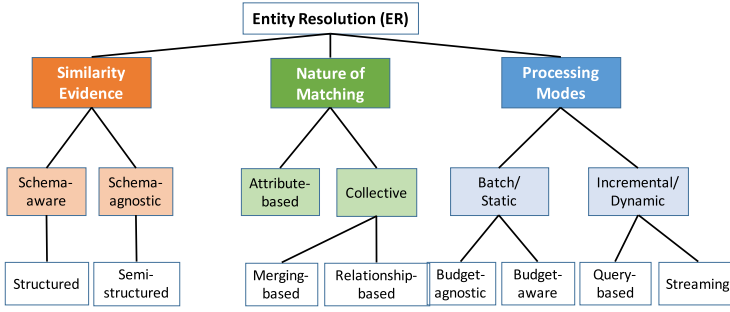 Entity Resolution (ER)
Similarity
Evidence
Nature of
Matching
Processing
Modes
Schema-
aware
Schema-
agnostic
Attribute-
based
Collective
Batch/
Static
Incremental/
Dynamic
Structured
Semi-
structured
Merging-
based
Relationship-
based
Budget-
agnostic
Budget-
aware
Query-
based
Streaming